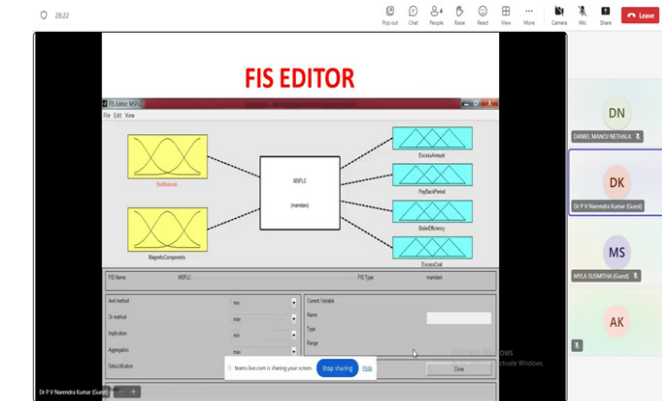 28:22
Pop out Chat People 4 Raise React View More Camera Mic Share Leave
FIS EDITOR
FIS Editor: MSFLC
File Edit View
MSFLC
(mamdani)
MagneticComponents
ExcessAmount
PayBackPeriod
BoilerEfficiency
ExcessCoal
FIS Name: MSFLC FIS Type: mamdani
And method min
Or method max
Implication min
Aggregation max
Defuzzification
Current Variable
Name
Type
Range
Close
teams.live.com is sharing your screen. Stop sharing Hide
Dr P V Narendra Kumar (Guest)
DN
DANIEL MANOJ NETHALA
DK
Dr P V Narendra Kumar (Guest)
MS
MYLA SUSMITHA (Guest)
AK